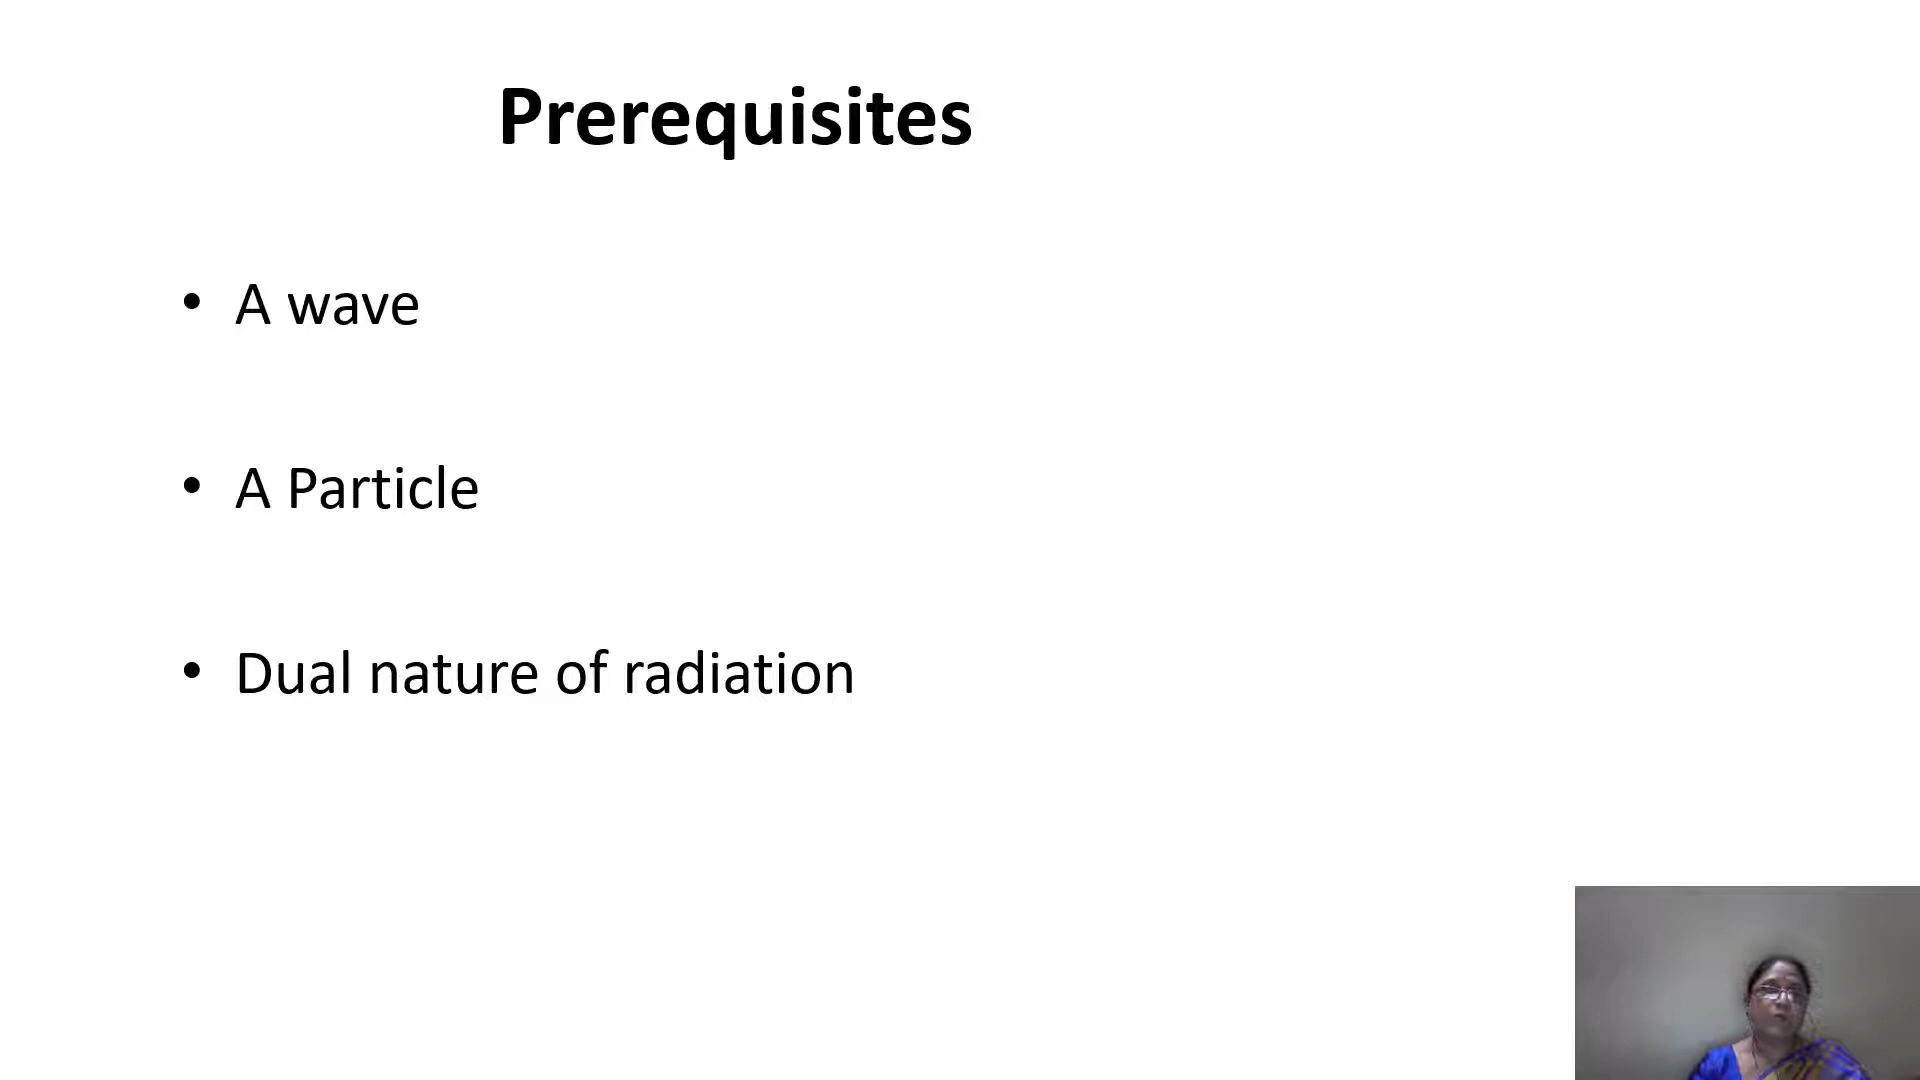 Prerequisites
• A wave
• A Particle
• Dual nature of radiation